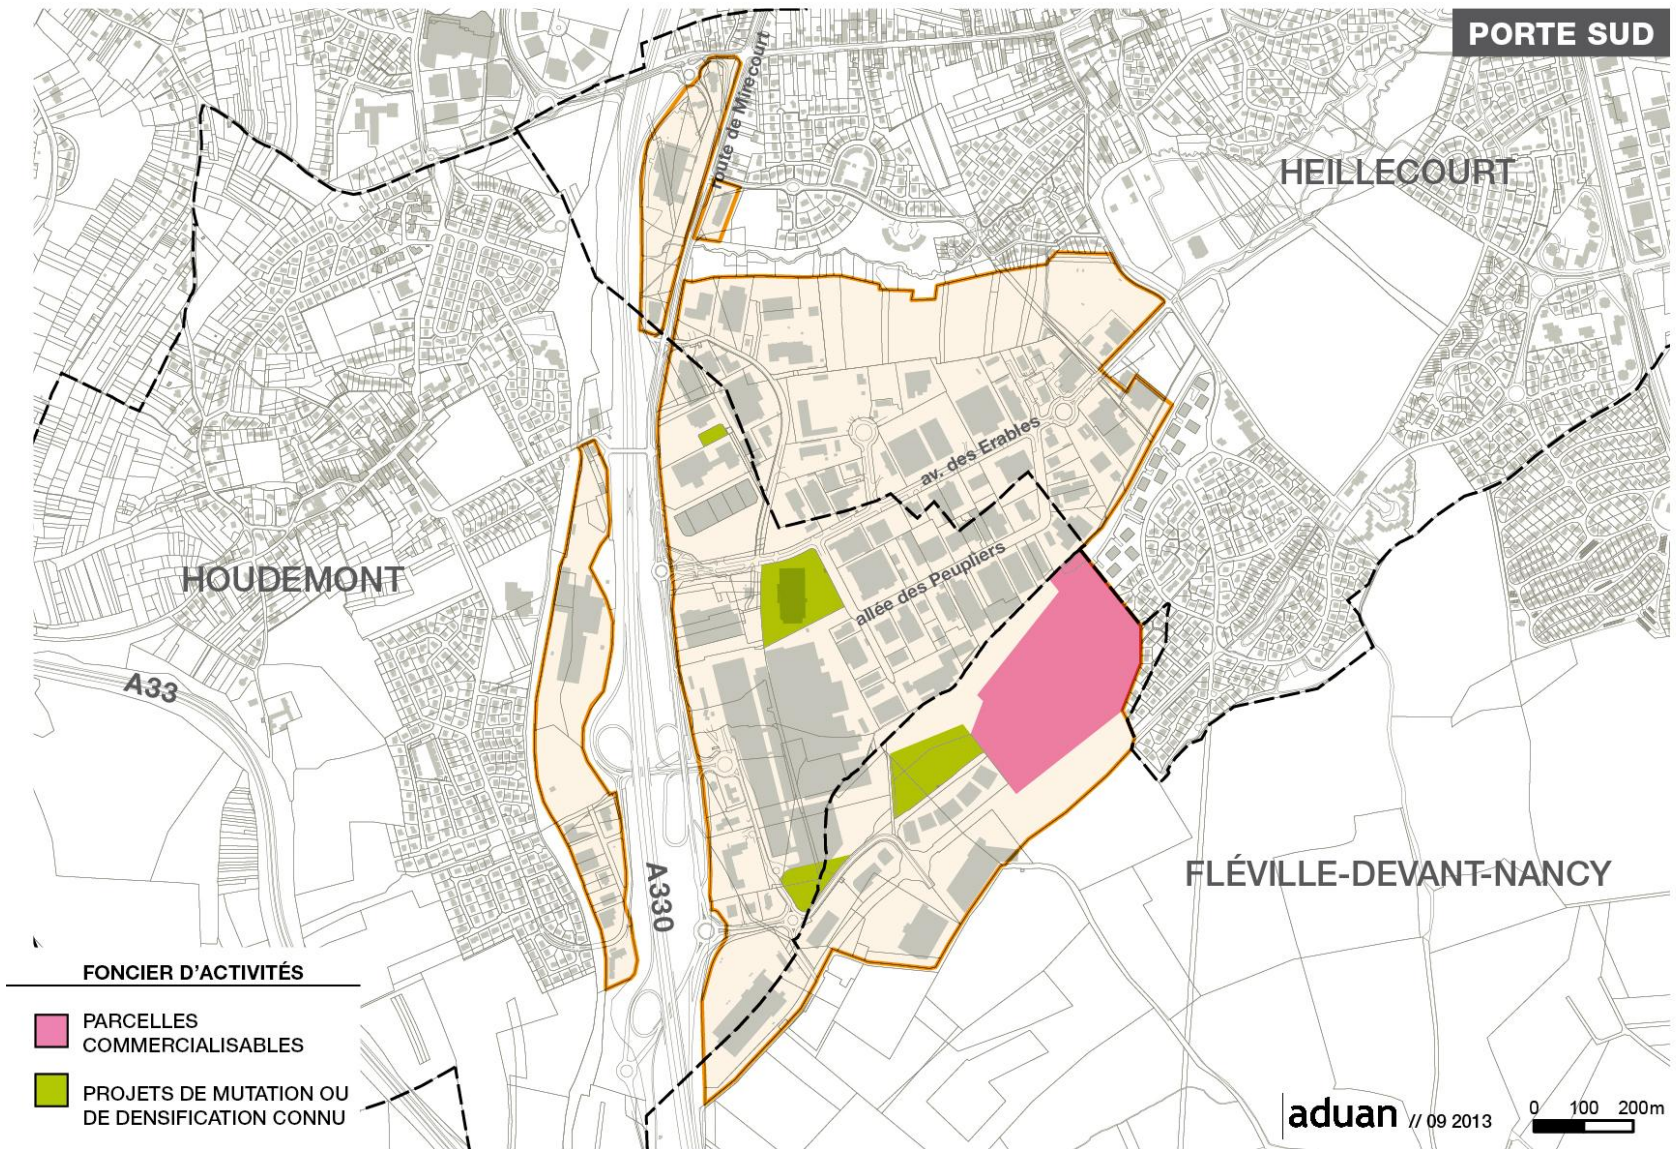 PORTE SUD
route de Mirecourt
HEILLECOURT
av. des Erables
allée des Peupliers
HOUDEMONT
A33
A330
FLÉVILLE-DEVANT-NANCY
FONCIER D'ACTIVITÉS
PARCELLES
COMMERCIALISABLES
PROJETS DE MUTATION OU
DE DENSIFICATION CONNU
aduan // 09 2013
0 100 200m